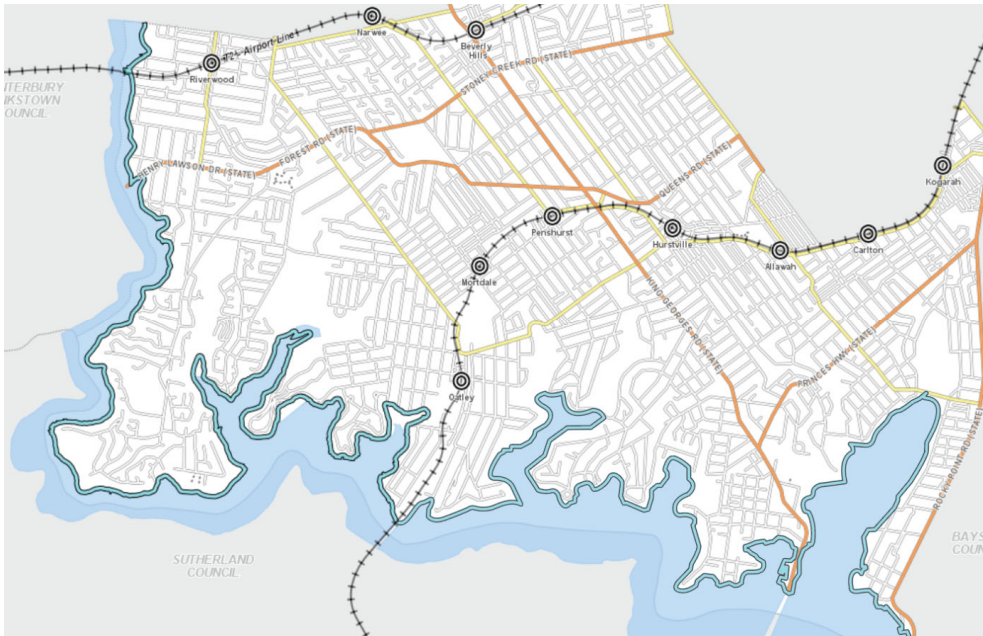 Narwee
T2 Airport Line
Beverly
Hills
Riverwood
STONEY CREEK RD (STATE)
COUNCIL
FOREST RD (STATE)
HENRY LAWSON DR (STATE)
QUEENS RD (STATE)
Kogarah
Penshurst
Hurstville
Allawah
Carlton
Mortdale
KING GEORGES RD (STATE)
PRINCES HWY (STATE)
Oatley
ROCKY POINT RD (STATE)
SUTHERLAND
COUNCIL
BAYS
COUN